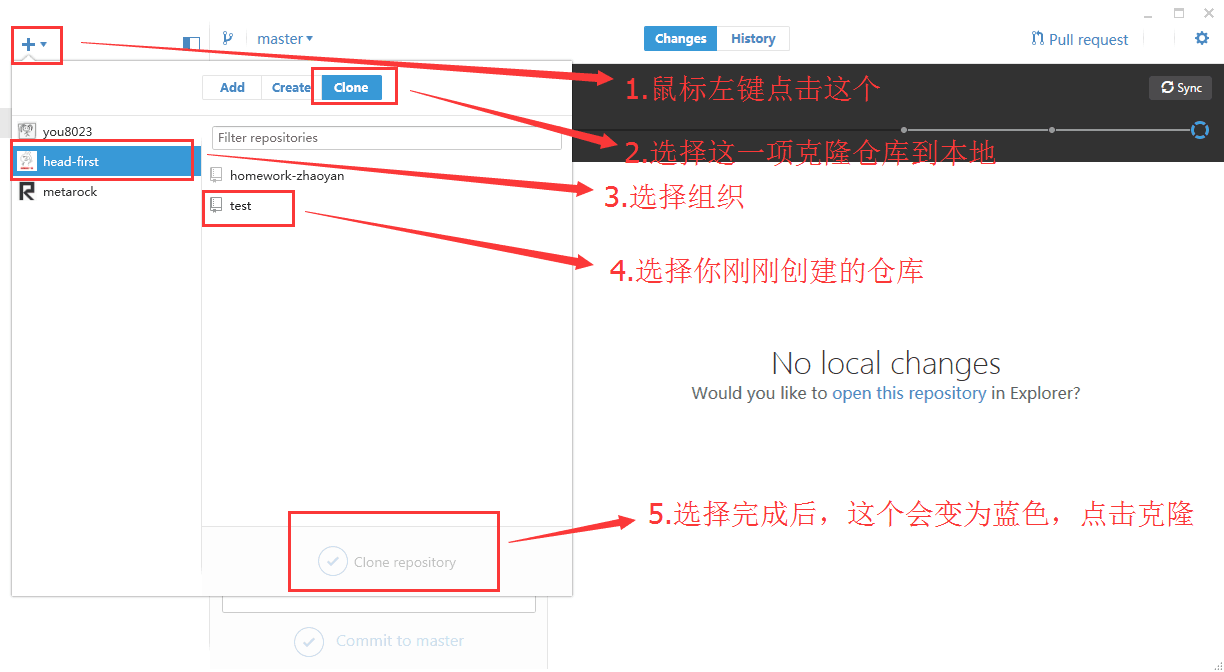 master
Changes
History
Pull request
Add
Create
Clone
1.鼠标左键点击这个
Sync
you8023
Filter repositories
2.选择这一项克隆仓库到本地
head-first
homework-zhaoyan
metarock
test
3.选择组织
4.选择你刚刚创建的仓库
No local changes
Would you like to open this repository in Explorer?
5.选择完成后，这个会变为蓝色，点击克隆
Clone repository
Commit to master